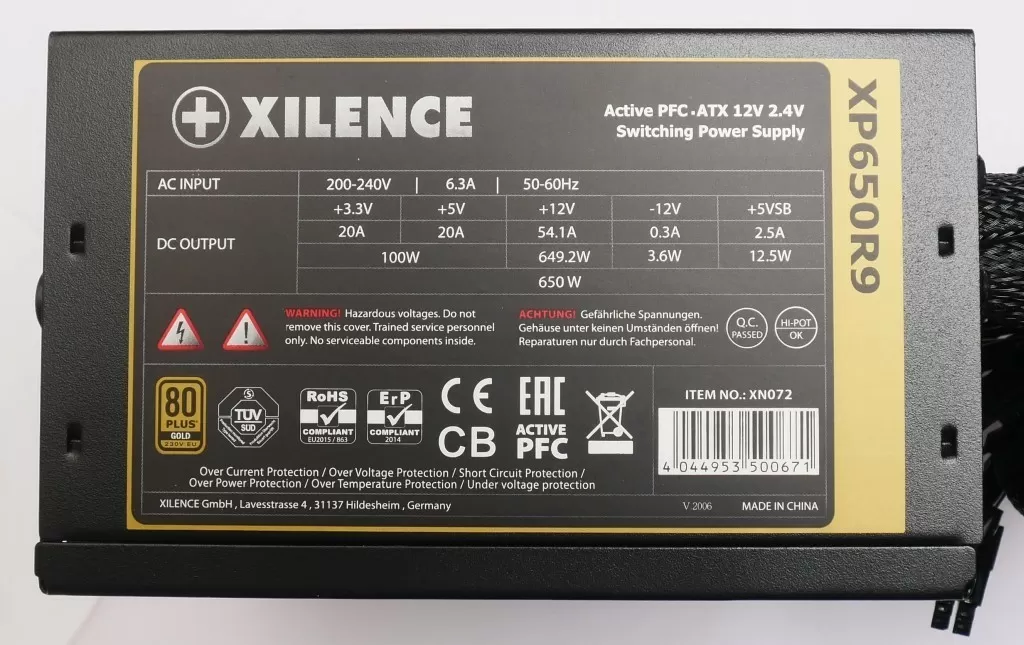 XILENCE
Active PFC•ATX 12V 2.4V
Switching Power Supply
XP650R9
AC INPUT 200-240V | 6.3A | 50-60Hz
DC OUTPUT
+3.3V +5V +12V -12V +5VSB
20A 20A 54.1A 0.3A 2.5A
100W 649.2W 3.6W 12.5W
650 W
WARNING! Hazardous voltages. Do not
remove this cover. Trained service personnel
only. No serviceable components inside.
ACHTUNG! Gefährliche Spannungen.
Gehäuse unter keinen Umständen öffnen!
Reparaturen nur durch Fachpersonal.
Q.C.
PASSED
HI-POT
OK
80
PLUS
GOLD
230V EU
TÜV
SUD
RoHS
COMPLIANT
EU2015 / 863
ErP
COMPLIANT
2014
CE
CB
EAC
ACTIVE
PFC
ITEM NO.: XN072
4 044953 500671
Over Current Protection / Over Voltage Protection / Short Circuit Protection /
Over Power Protection / Over Temperature Protection / Under voltage protection
XILENCE GmbH , Lavesstrasse 4 , 31137 Hildesheim , Germany
V 2006
MADE IN CHINA